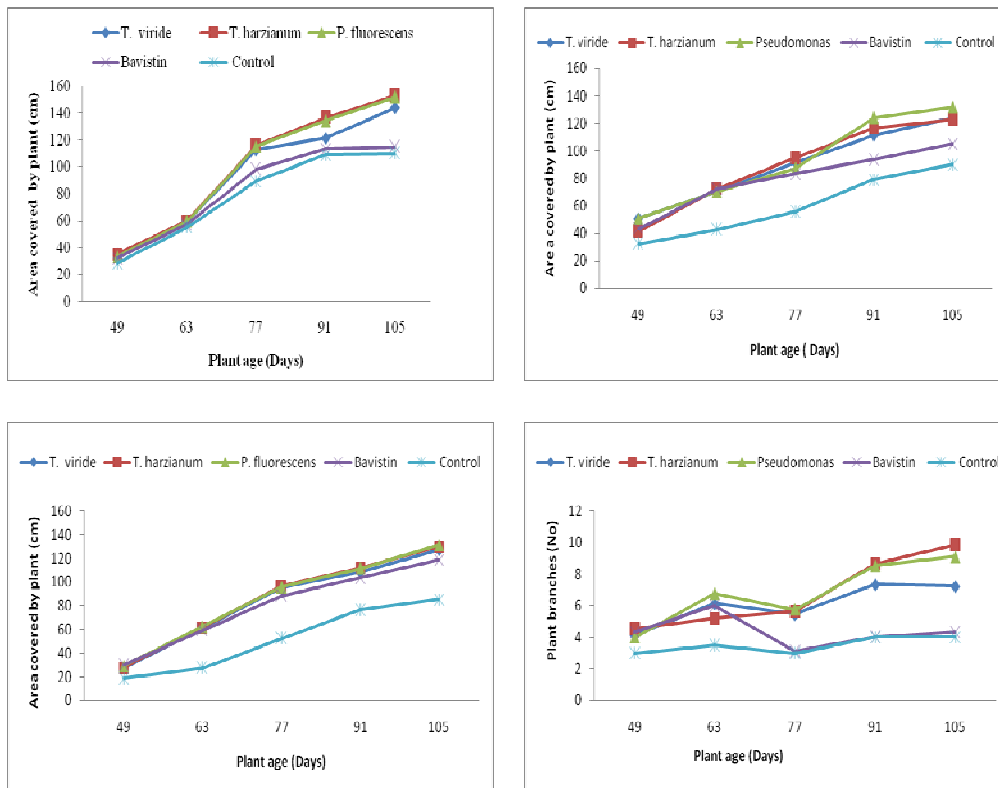 T. viride T. harzianum P. fluorescens
Bavistin Control
160
140
120
100
80
60
40
20
0
Area covered by plant (cm)
49 63 77 91 105
Plant age (Days)
T. viride T. harzianum Pseudomonas Bavistin Control
160
140
120
100
80
60
40
20
0
Are a covered by plant (cm)
49 63 77 91 105
Plant age ( Days)
T. viride T. harzianum P. fluorescens Bavistin Control
160
140
120
100
80
60
40
20
0
Area covered by plant (cm)
49 63 77 91 105
Plant age (Days)
T. viride T. harzianum Pseudomonas Bavistin Control
12
10
8
6
4
2
0
Plant branches (No)
49 63 77 91 105
Plant age (Days)